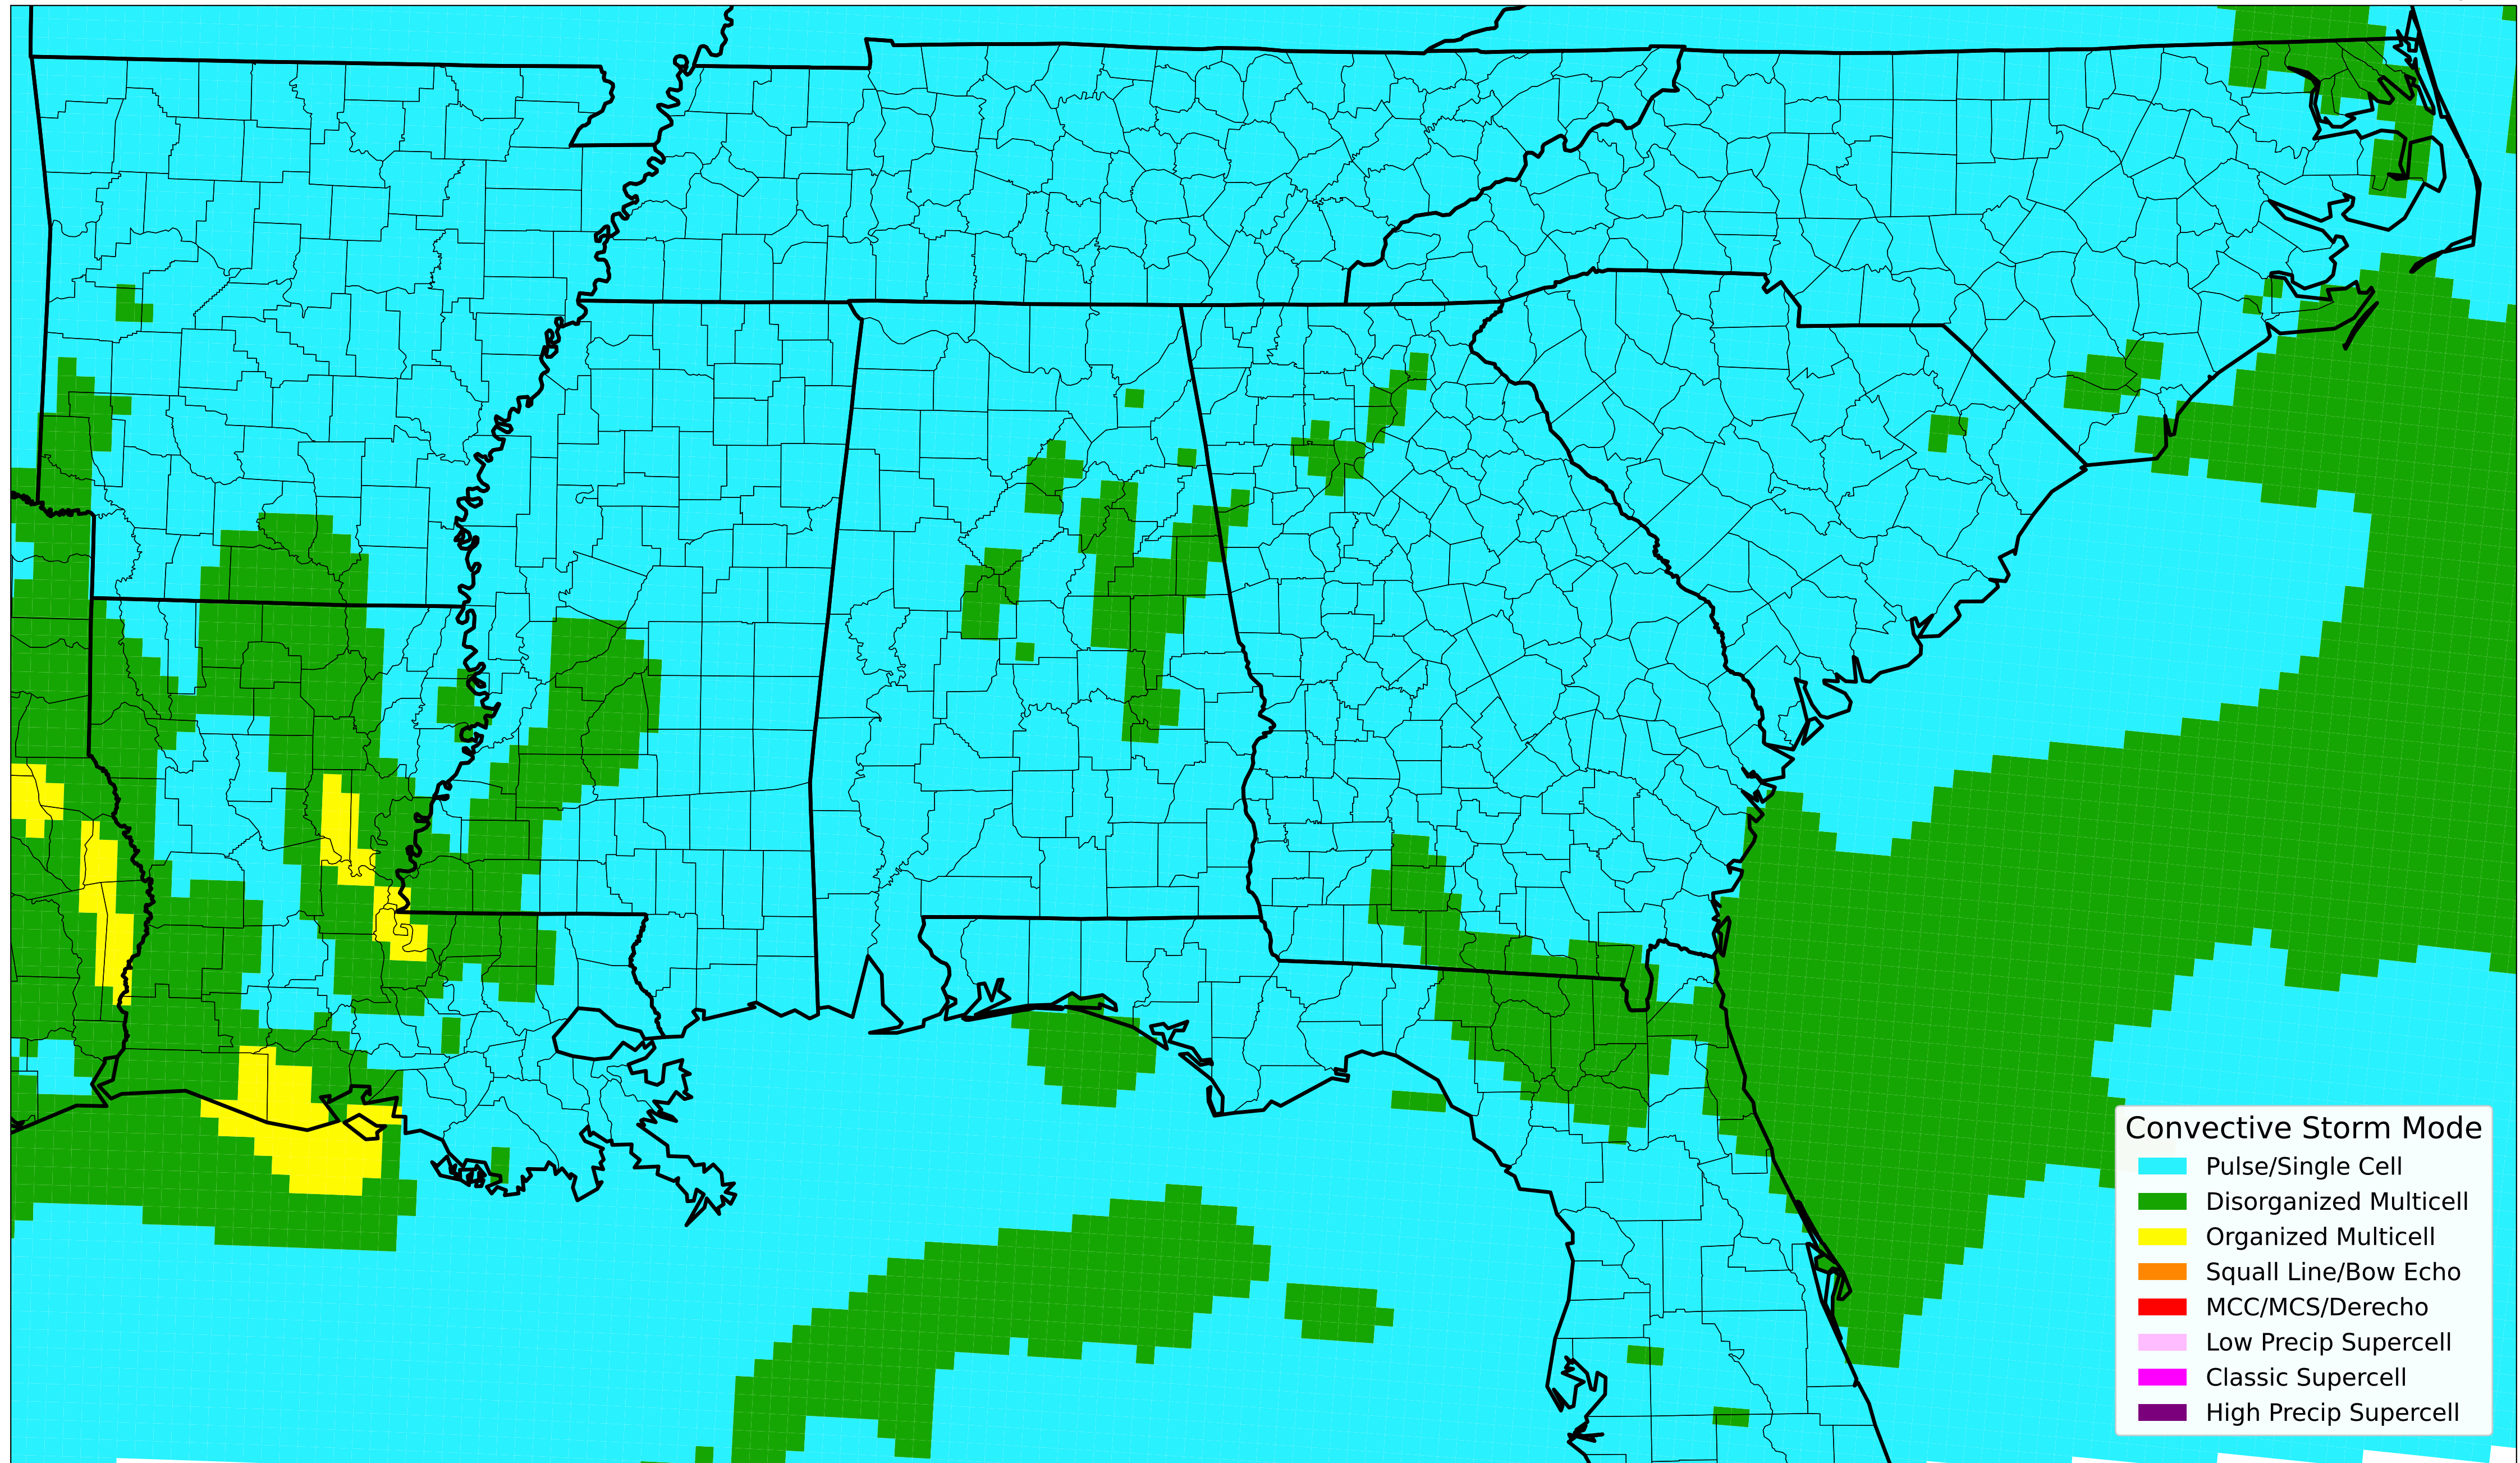 Convective Storm Mode
Pulse/Single Cell
Disorganized Multicell
Organized Multicell
Squall Line/Bow Echo
MCC/MCS/Derecho
Low Precip Supercell
Classic Supercell
High Precip Supercell